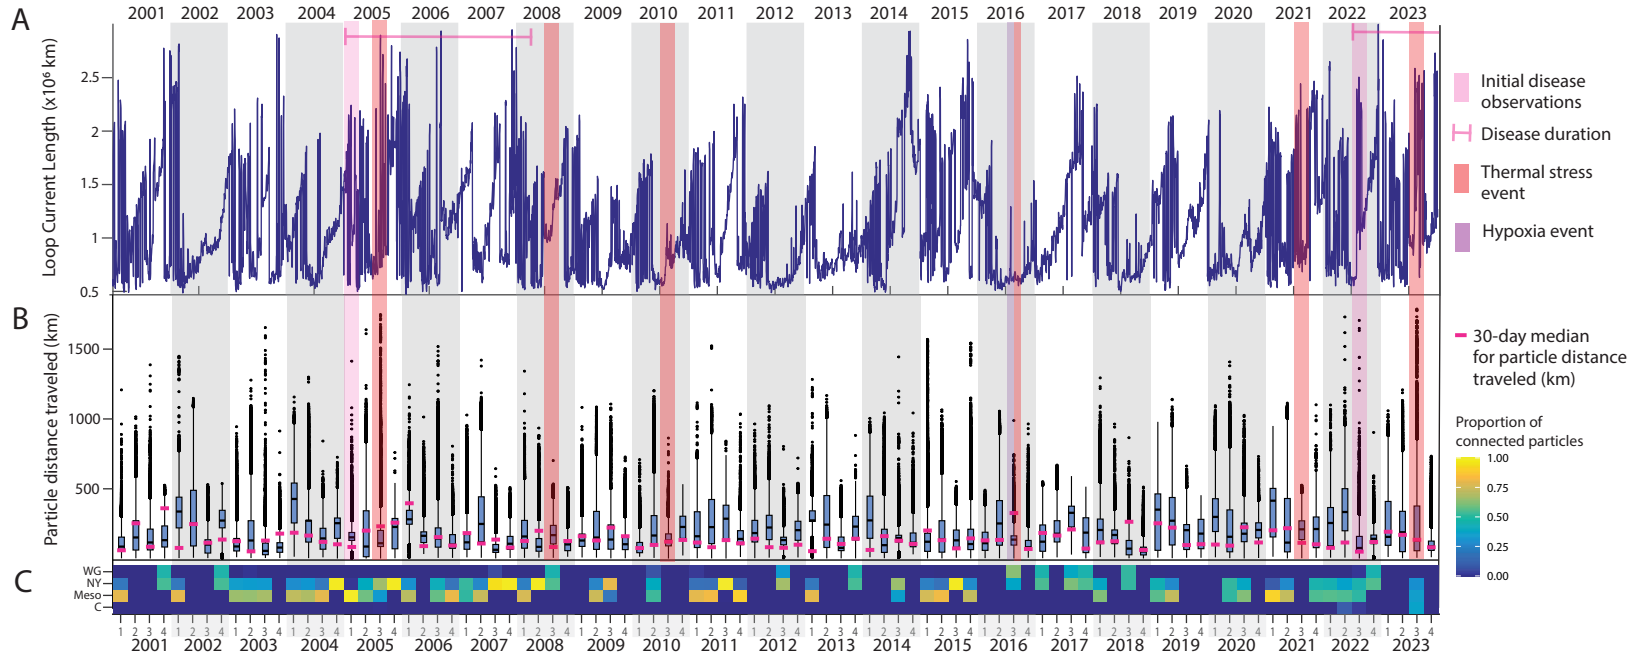 A
2001 2002 2003 2004 2005 2006 2007 2008 2009 2010 2011 2012 2013 2014 2015 2016 2017 2018 2019 2020 2021 2022 2023
Loop Current Length (x10⁶ km)
2.5
2
1.5
1
0.5
Initial disease
observations
Disease duration
Thermal stress
event
Hypoxia event
B
Particle distance traveled (km)
1500
1000
500
30-day median
for particle distance
traveled (km)
Proportion of
connected particles
1.00
0.75
0.50
0.25
0.00
C
WG
NY
Meso
C
1 2 3 4 1 2 3 4 1 2 3 4 1 2 3 4 1 2 3 4 1 2 3 4 1 2 3 4 1 2 3 4 1 2 3 4 1 2 3 4 1 2 3 4 1 2 3 4 1 2 3 4 1 2 3 4 1 2 3 4 1 2 3 4 1 2 3 4 1 2 3 4 1 2 3 4 1 2 3 4 1 2 3 4 1 2 3 4 1 2 3 4
2001 2002 2003 2004 2005 2006 2007 2008 2009 2010 2011 2012 2013 2014 2015 2016 2017 2018 2019 2020 2021 2022 2023